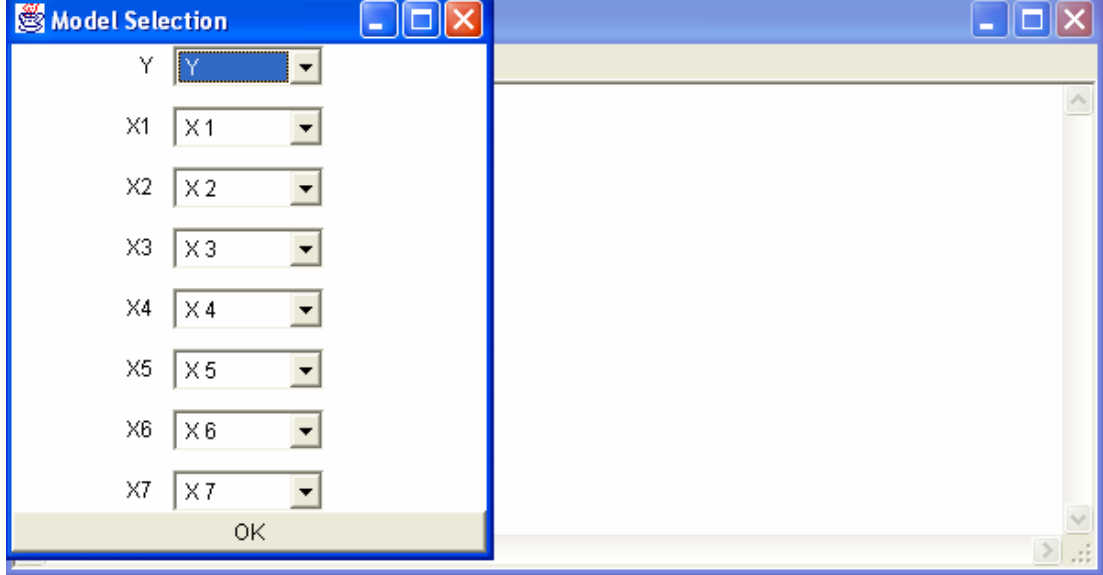 Model Selection
Y Y
X1 X 1
X2 X 2
X3 X 3
X4 X 4
X5 X 5
X6 X 6
X7 X 7
OK